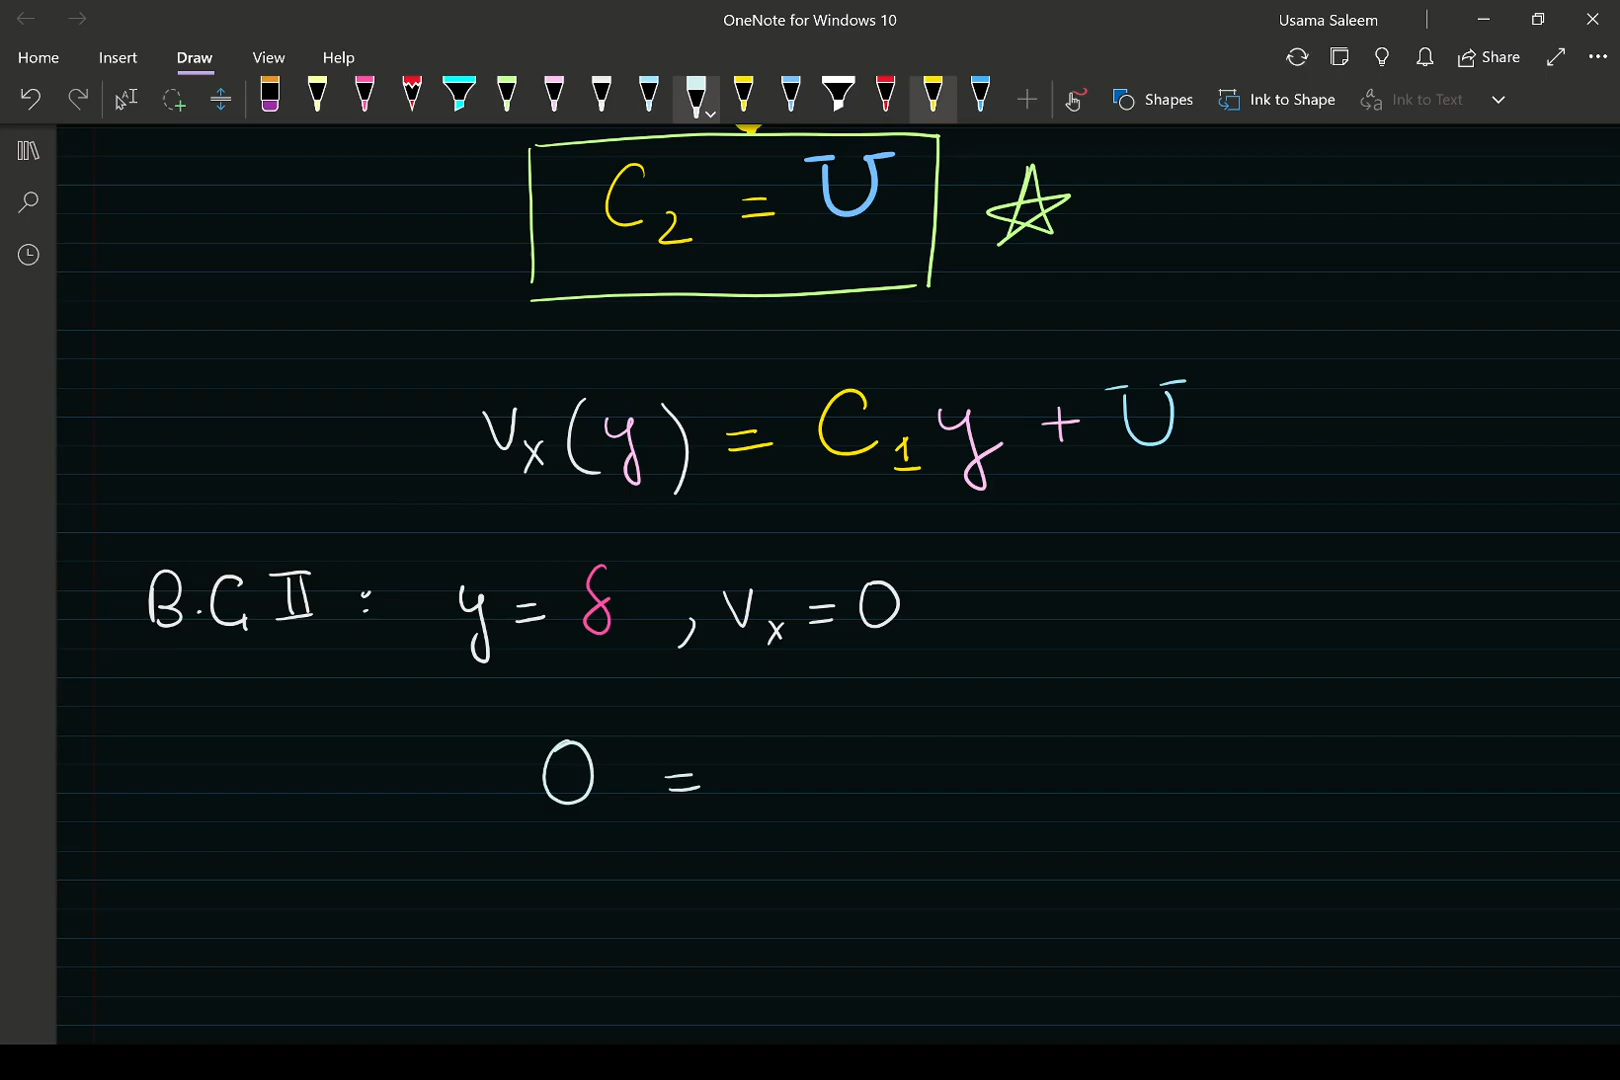 OneNote for Windows 10
Usama Saleem
Home Insert Draw View Help
Share
Shapes Ink to Shape Ink to Text
C₂ = U
Vₓ(y) = C₁y + U
B.C II : y = δ , Vₓ = 0
0 =